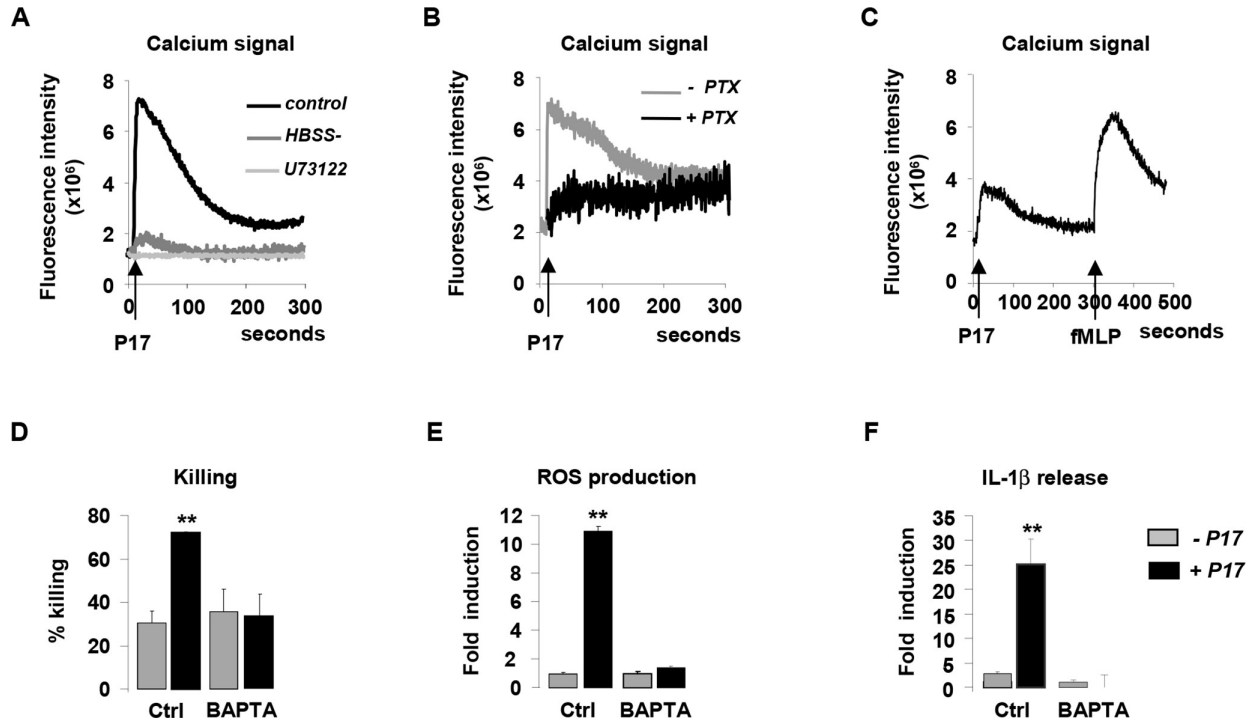 A
Calcium signal
Fluorescence intensity
(x10⁶)
8
6
4
2
0
control
HBSS-
U73122
0 100 200 300
seconds
P17
B
Calcium signal
Fluorescence intensity
(x10⁶)
8
6
4
2
0
- PTX
+ PTX
0 100 200 300
seconds
P17
C
Calcium signal
Fluorescence intensity
(x10⁶)
8
6
4
2
0
0 100 200 300 400 500
P17 fMLP seconds
D
Killing
% killing
80
60
40
20
0
**
Ctrl BAPTA
E
ROS production
Fold induction
12
10
8
6
4
2
0
**
Ctrl BAPTA
F
IL-1β release
Fold induction
35
30
25
20
15
10
5
0
**
Ctrl BAPTA
- P17
+ P17